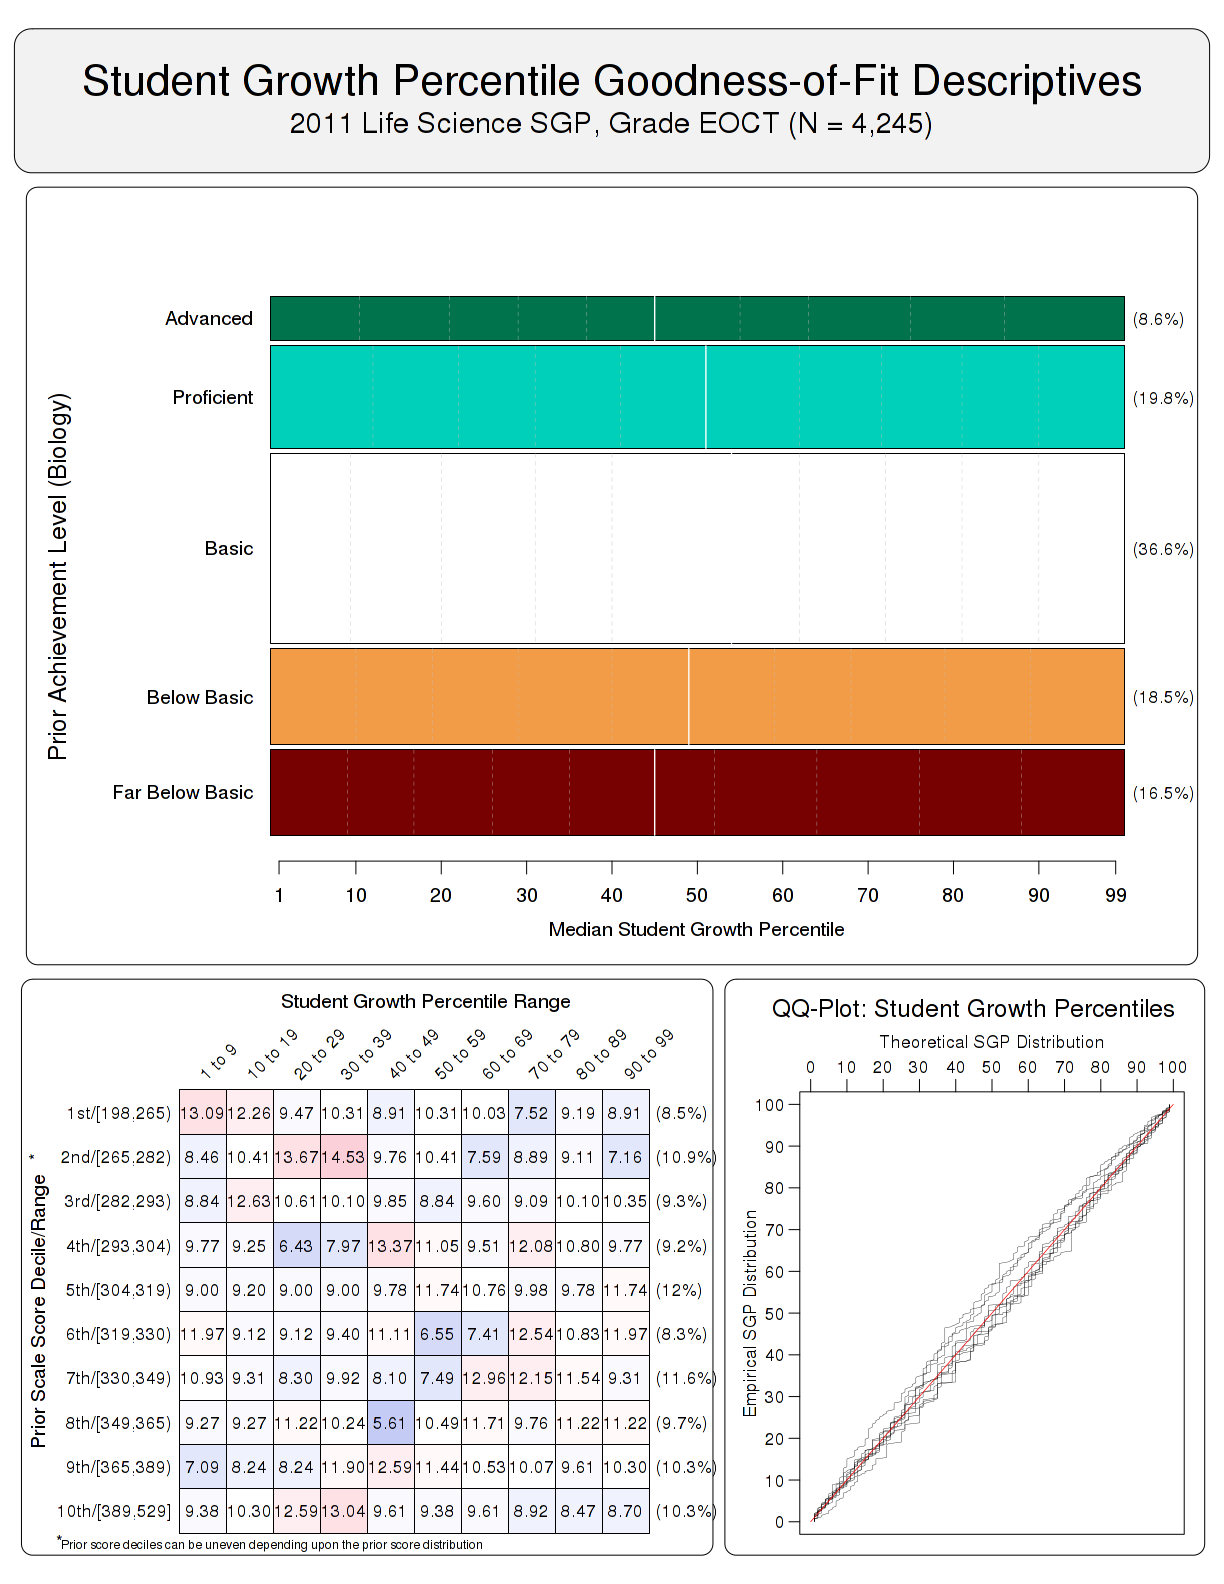 Student Growth Percentile Goodness-of-Fit Descriptives
2011 Life Science SGP, Grade EOCT (N = 4,245)
Prior Achievement Level (Biology)
Advanced (8.6%)
Proficient (19.8%)
Basic (36.6%)
Below Basic (18.5%)
Far Below Basic (16.5%)
1 10 20 30 40 50 60 70 80 90 99
Median Student Growth Percentile
Student Growth Percentile Range
1 to 9 10 to 19 20 to 29 30 to 39 40 to 49 50 to 59 60 to 69 70 to 79 80 to 89 90 to 99
Prior Scale Score Decile/Range *
1st/[198,265) 13.09 12.26 9.47 10.31 8.91 10.31 10.03 7.52 9.19 8.91 (8.5%)
2nd/[265,282) 8.46 10.41 13.67 14.53 9.76 10.41 7.59 8.89 9.11 7.16 (10.9%)
3rd/[282,293) 8.84 12.63 10.61 10.10 9.85 8.84 9.60 9.09 10.10 10.35 (9.3%)
4th/[293,304) 9.77 9.25 6.43 7.97 13.37 11.05 9.51 12.08 10.80 9.77 (9.2%)
5th/[304,319) 9.00 9.20 9.00 9.00 9.78 11.74 10.76 9.98 9.78 11.74 (12%)
6th/[319,330) 11.97 9.12 9.12 9.40 11.11 6.55 7.41 12.54 10.83 11.97 (8.3%)
7th/[330,349) 10.93 9.31 8.30 9.92 8.10 7.49 12.96 12.15 11.54 9.31 (11.6%)
8th/[349,365) 9.27 9.27 11.22 10.24 5.61 10.49 11.71 9.76 11.22 11.22 (9.7%)
9th/[365,389) 7.09 8.24 8.24 11.90 12.59 11.44 10.53 10.07 9.61 10.30 (10.3%)
10th/[389,529] 9.38 10.30 12.59 13.04 9.61 9.38 9.61 8.92 8.47 8.70 (10.3%)
*Prior score deciles can be uneven depending upon the prior score distribution
QQ-Plot: Student Growth Percentiles
Theoretical SGP Distribution
0 10 20 30 40 50 60 70 80 90 100
Empirical SGP Distribution
100
90
80
70
60
50
40
30
20
10
0